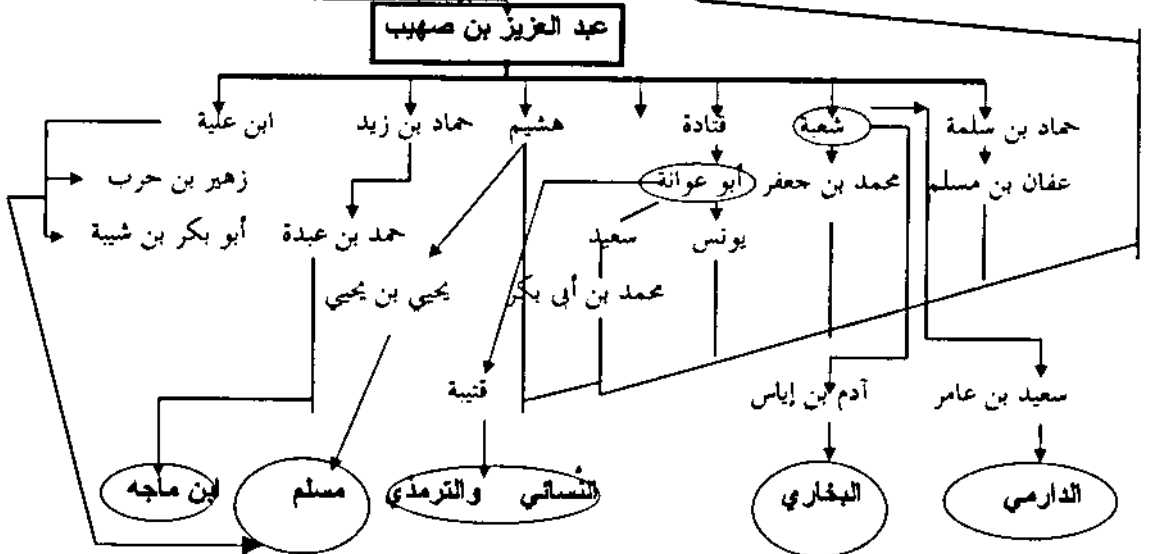 عبد العزيز بن صهيب
حماد بن سلمة شعبة قتادة هشيم حماد بن زيد ابن علية
عفان بن مسلم محمد بن جعفر أبو عوانة زهير بن حرب
يونس سعيد حمد بن عبدة أبو بكر بن شيبة
محمد بن أبي بكر يحيي بن يحيي
سعيد بن عامر آدم بن إياس قتيبة
الدارمي البخاري النسائي والترمذي مسلم ابن ماجه